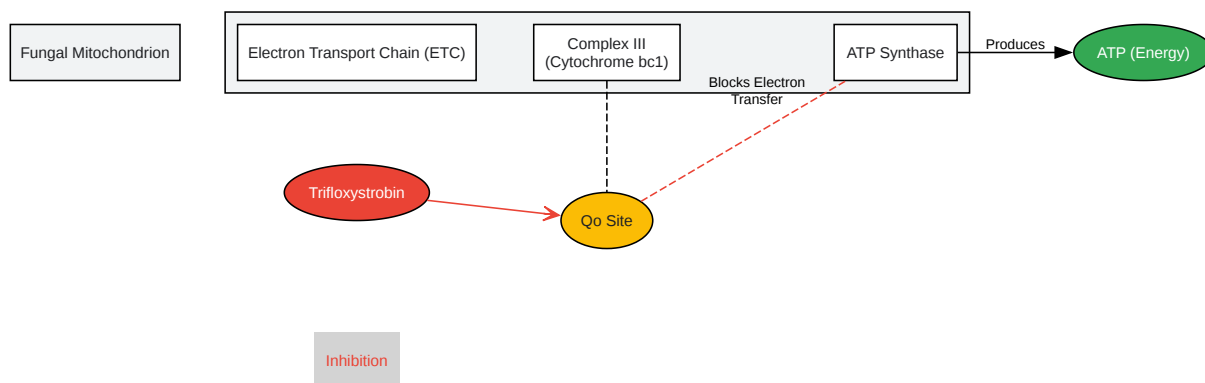 Fungal Mitochondrion
Electron Transport Chain (ETC)
Complex III
(Cytochrome bc1)
ATP Synthase
Produces
ATP (Energy)
Blocks Electron
Transfer
Trifloxystrobin
Qo Site
Inhibition